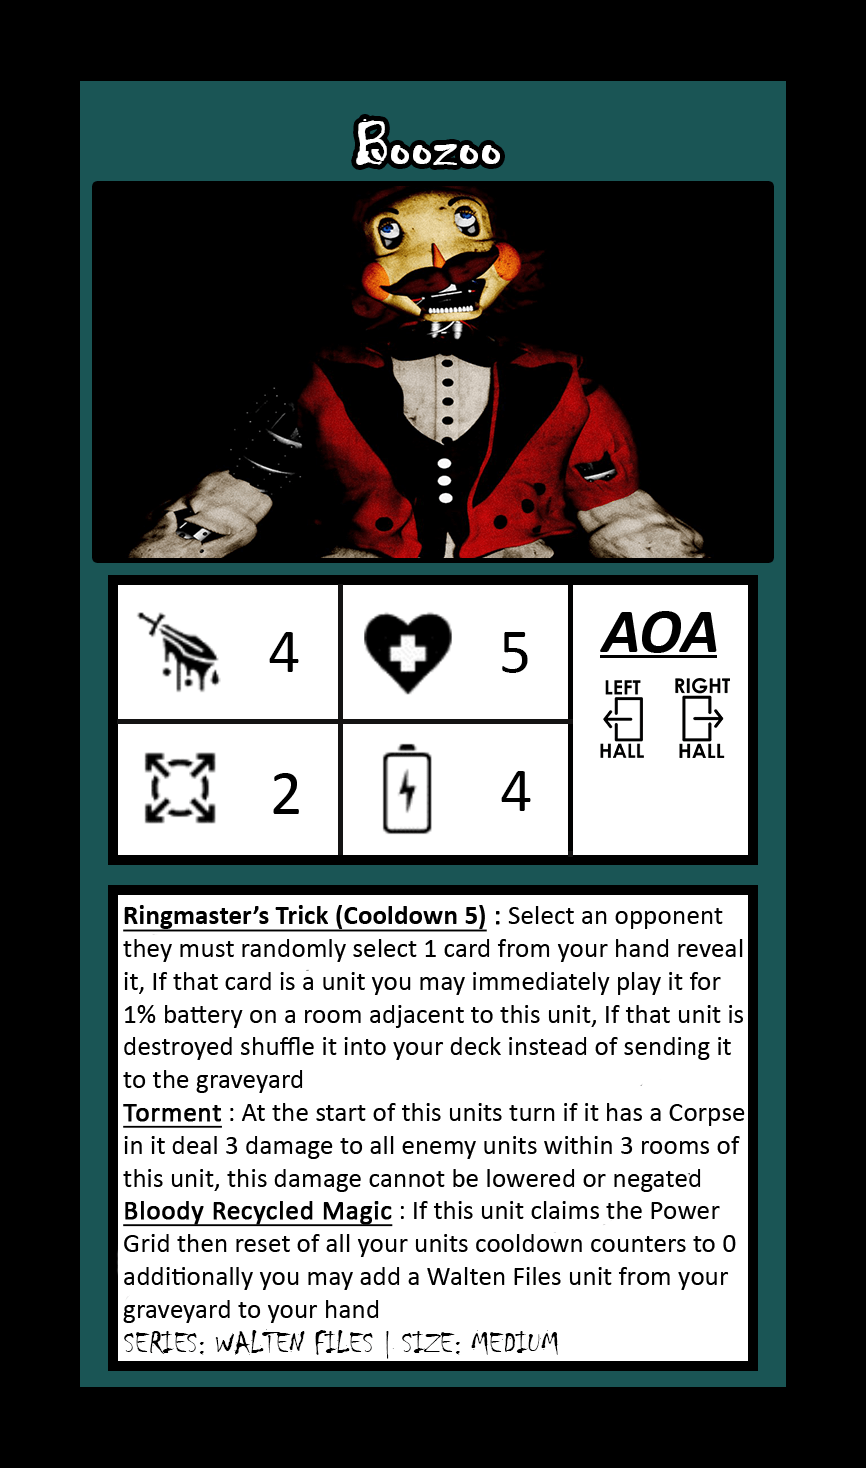 Boozoo
4
5
AOA
LEFT
RIGHT
HALL
HALL
2
4
Ringmaster’s Trick (Cooldown 5) : Select an opponent
they must randomly select 1 card from your hand reveal
it, If that card is a unit you may immediately play it for
1% battery on a room adjacent to this unit, If that unit is
destroyed shuffle it into your deck instead of sending it
to the graveyard
Torment : At the start of this units turn if it has a Corpse
in it deal 3 damage to all enemy units within 3 rooms of
this unit, this damage cannot be lowered or negated
Bloody Recycled Magic : If this unit claims the Power
Grid then reset of all your units cooldown counters to 0
additionally you may add a Walten Files unit from your
graveyard to your hand
SERIES: WALTEN FILES | SIZE: MEDIUM